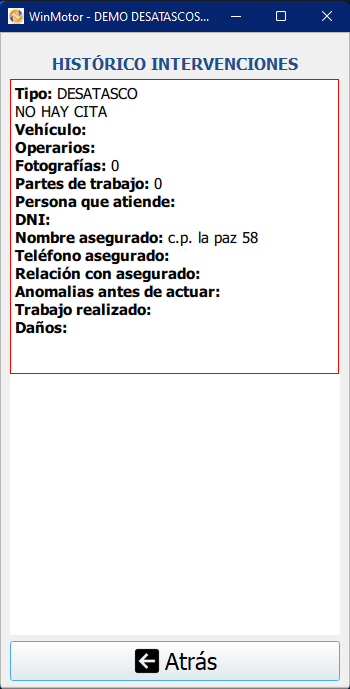 WinMotor - DEMO DESATASCOS...
HISTÓRICO INTERVENCIONES
Tipo: DESATASCO
NO HAY CITA
Vehículo:
Operarios:
Fotografías: 0
Partes de trabajo: 0
Persona que atiende:
DNI:
Nombre asegurado: c.p. la paz 58
Teléfono asegurado:
Relación con asegurado:
Anomalias antes de actuar:
Trabajo realizado:
Daños:
Atrás